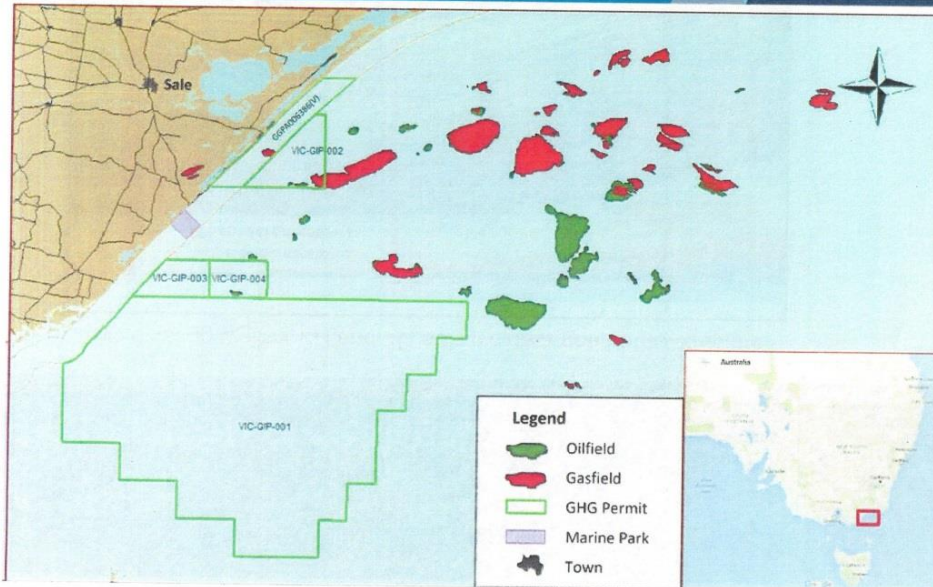 Sale
GGPAOO6386(V)
VIC-GIP-002
VIC-GIP-003
VIC-GIP-004
VIC-GIP-001
Legend
Oilfield
Gasfield
GHG Permit
Marine Park
Town
Australia